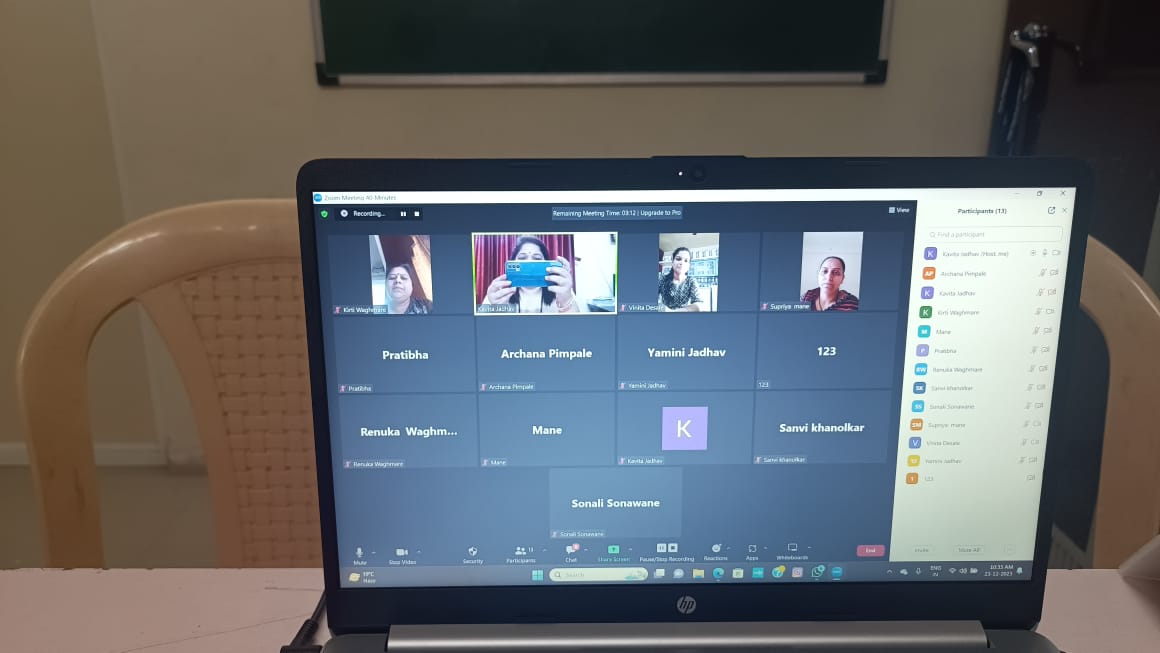 Zoom Meeting 40-Minutes
Recording...
Remaining Meeting Time: 03:12 | Upgrade to Pro
View
Kirti Waghmare
Kavita Jadhav
Vinita Desale
Supriya mane
Pratibha
Pratibha
Archana Pimpale
Archana Pimpale
Yamini Jadhav
Yamini Jadhav
123
123
Renuka Waghm...
Renuka Waghmare
Mane
Mane
K
Kavita Jadhav
Sanvi khanolkar
Sanvi khanolkar
Sonali Sonawane
Sonali Sonawane
Participants (13)
Find a participant
K Kavita Jadhav (Host, me)
AP Archana Pimpale
K Kavita Jadhav
K Kirti Waghmare
M Mane
P Pratibha
RW Renuka Waghmare
SK Sanvi khanolkar
SS Sonali Sonawane
SM Supriya mane
V Vinita Desale
YJ Yamini Jadhav
1 123
Invite Mute All
Mute Stop Video Security Participants 13 Chat Share Screen Pause/Stop Recording Reactions Apps Whiteboards End
19°C
Haze
Search
ENG
IN
10:35 AM
23-12-2023
hp